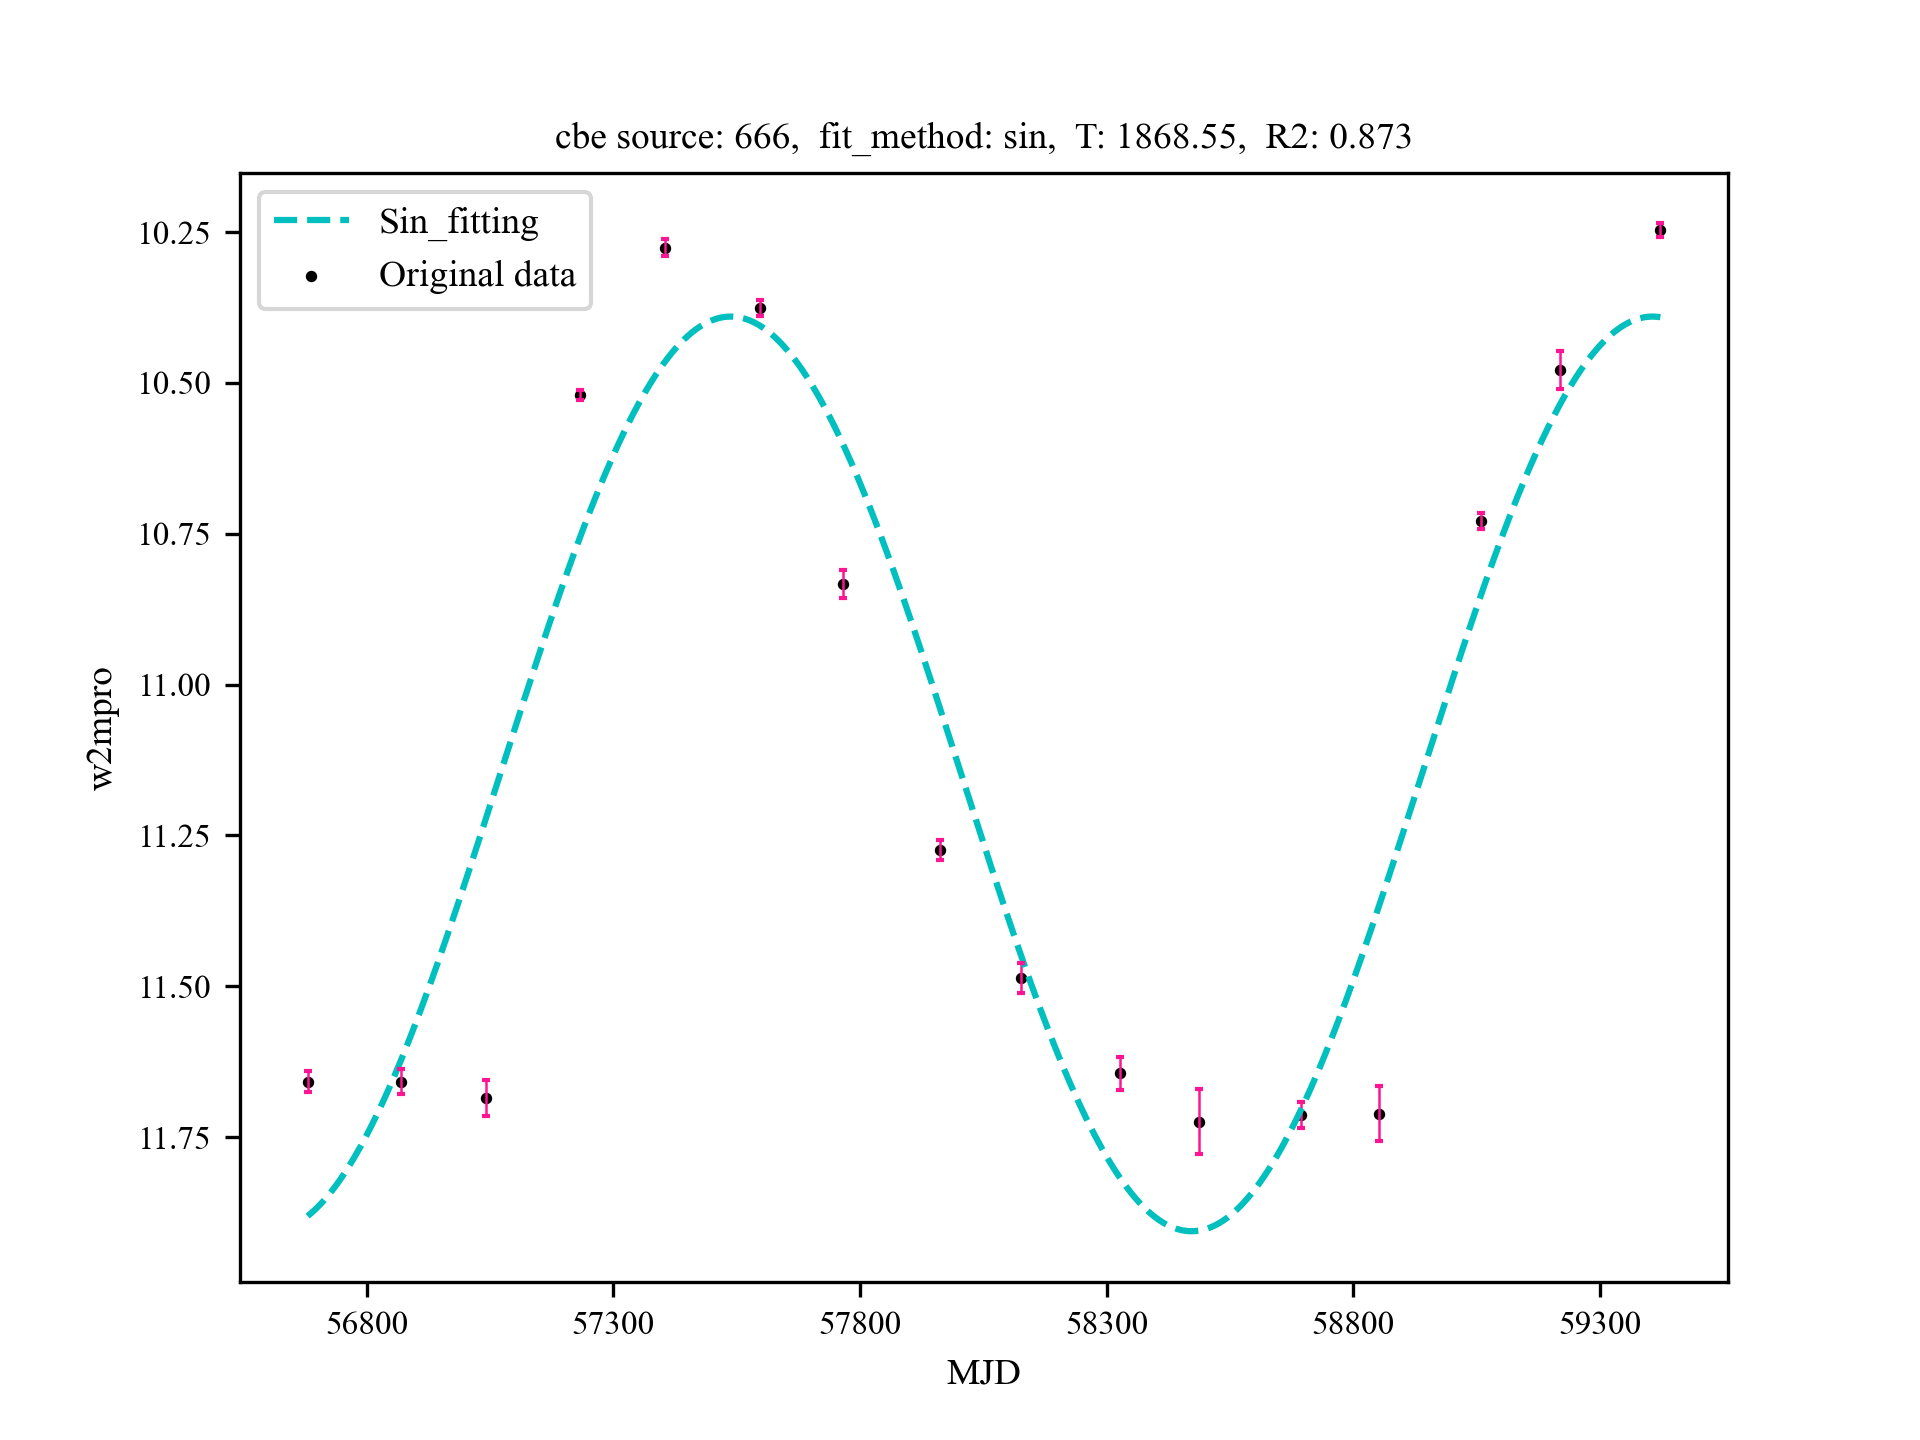 cbe source: 666,  fit_method: sin,  T: 1868.55,  R2: 0.873
Sin_fitting
Original data
10.25
10.50
10.75
11.00
11.25
11.50
11.75
w2mpro
56800 57300 57800 58300 58800 59300
MJD